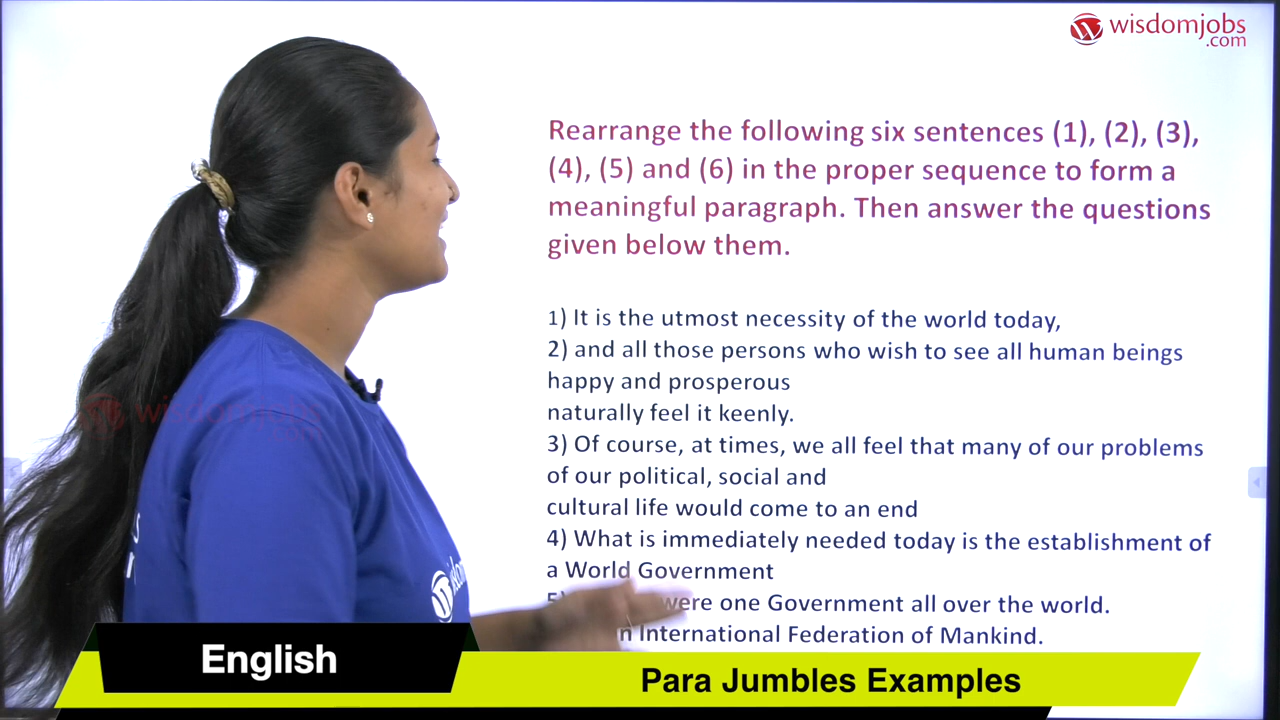 wisdomjobs
.com
Rearrange the following six sentences (1), (2), (3),
(4), (5) and (6) in the proper sequence to form a
meaningful paragraph. Then answer the questions
given below them.
1) It is the utmost necessity of the world today,
2) and all those persons who wish to see all human beings
happy and prosperous
naturally feel it keenly.
3) Of course, at times, we all feel that many of our problems
of our political, social and
cultural life would come to an end
4) What is immediately needed today is the establishment of
a World Government
were one Government all over the world.
International Federation of Mankind.
wisdomjobs
.com
English
Para Jumbles Examples